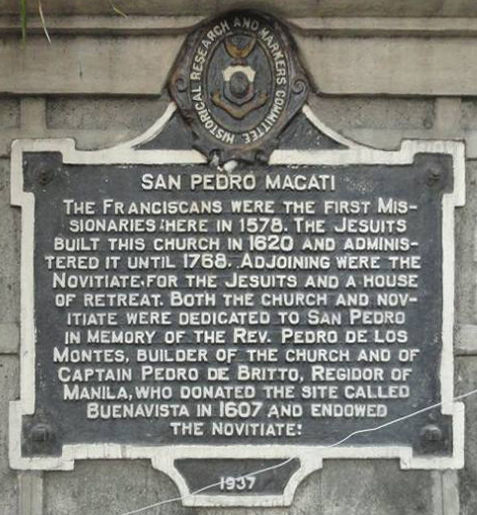 HISTORICAL RESEARCH AND MARKERS COMMITTEE
SAN PEDRO MACATI
THE FRANCISCANS WERE THE FIRST MIS-
SIONARIES HERE IN 1578. THE JESUITS
BUILT THIS CHURCH IN 1620 AND ADMINIS-
TERED IT UNTIL 1768. ADJOINING WERE THE
NOVITIATE FOR THE JESUITS AND A HOUSE
OF RETREAT. BOTH THE CHURCH AND NOV-
ITIATE WERE DEDICATED TO SAN PEDRO
IN MEMORY OF THE REV. PEDRO DE LOS
MONTES, BUILDER OF THE CHURCH AND OF
CAPTAIN PEDRO DE BRITTO, REGIDOR OF
MANILA, WHO DONATED THE SITE CALLED
BUENAVISTA IN 1607 AND ENDOWED
THE NOVITIATE.
1937